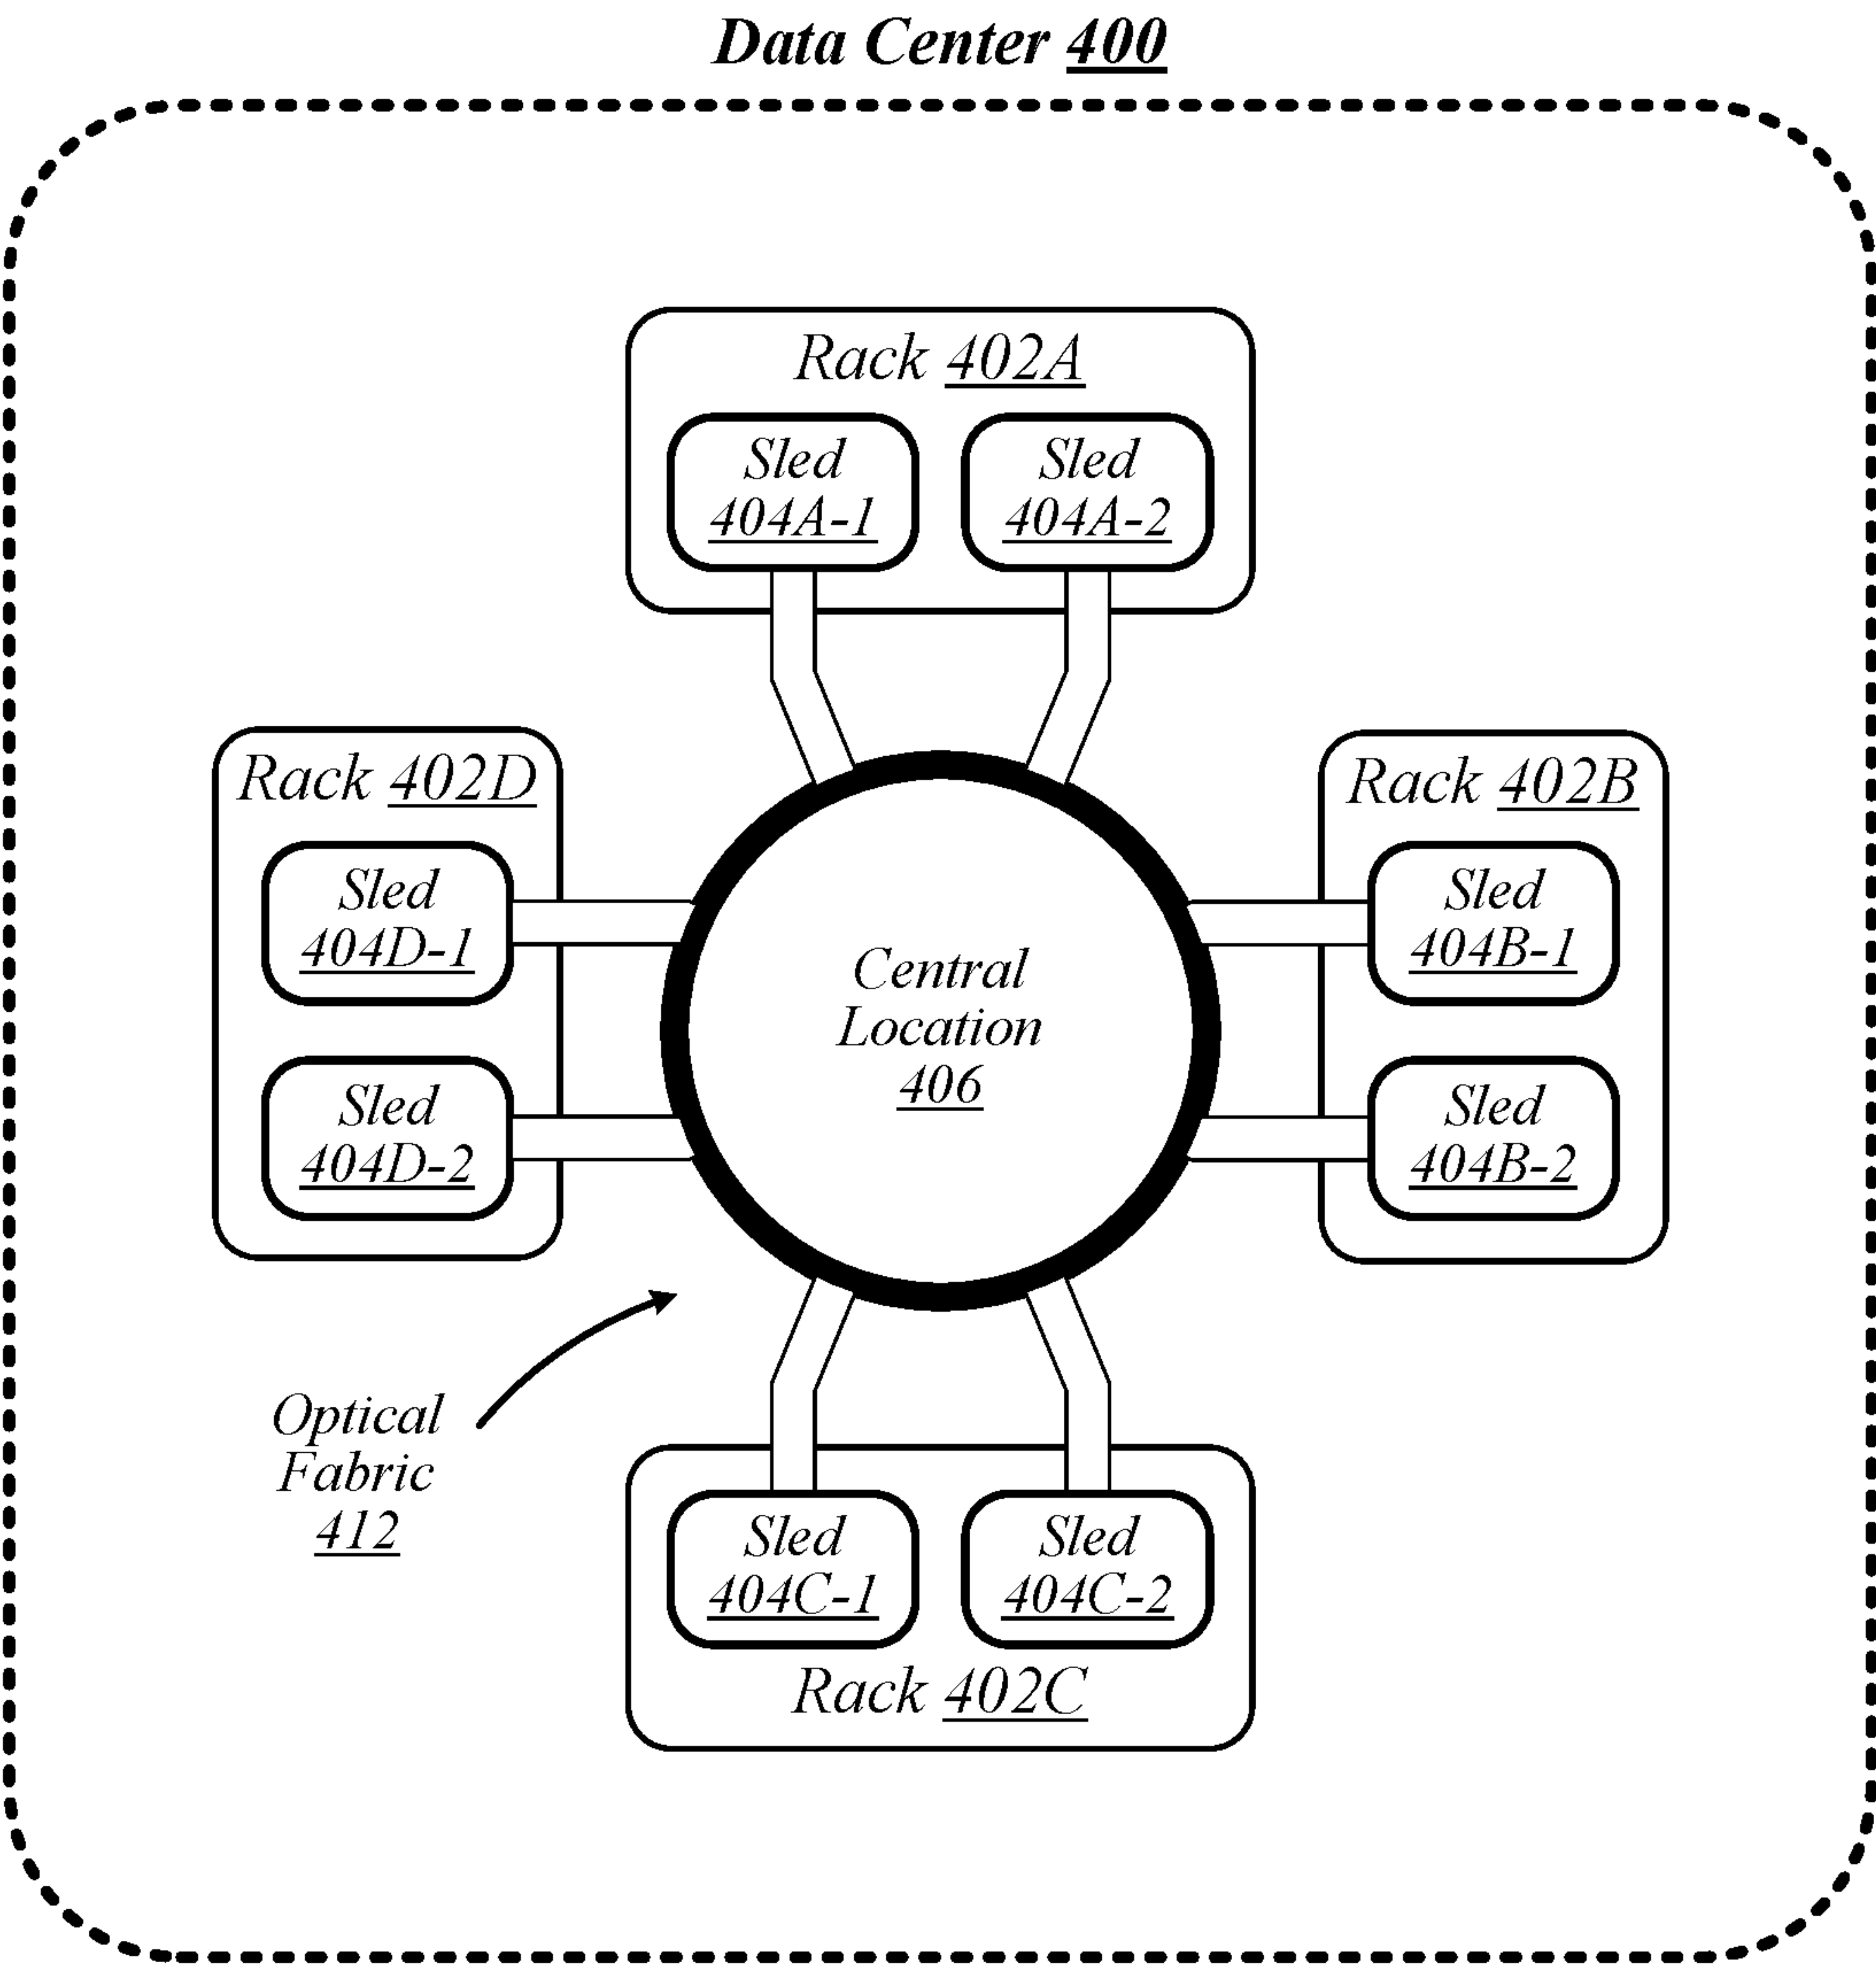 Data Center 400
Rack 402A
Sled
404A-1
Sled
404A-2
Rack 402D
Sled
404D-1
Sled
404D-2
Central
Location
406
Rack 402B
Sled
404B-1
Sled
404B-2
Optical
Fabric
412
Sled
404C-1
Sled
404C-2
Rack 402C